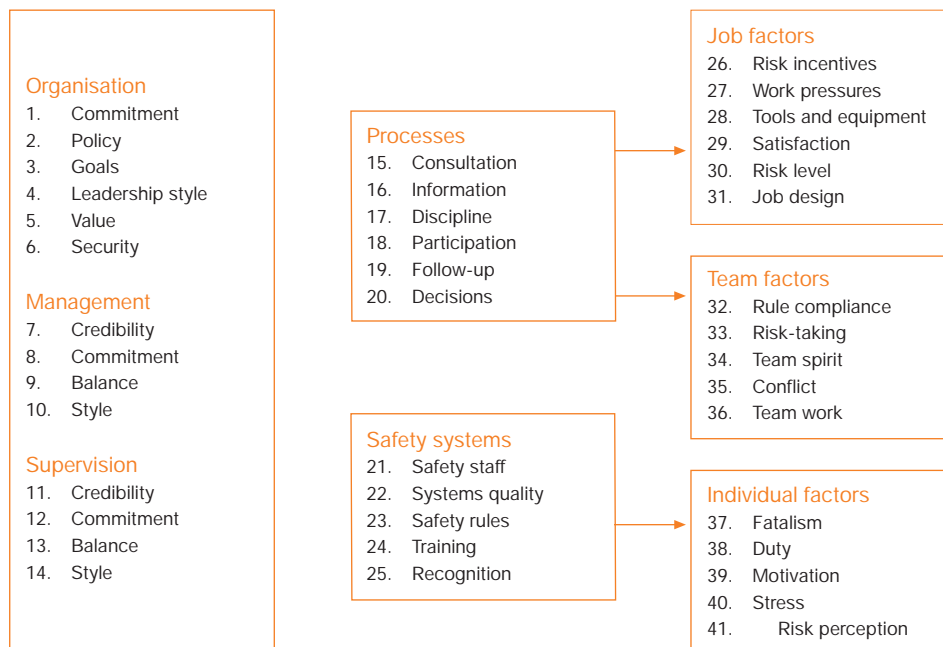 Organisation
1. Commitment
2. Policy
3. Goals
4. Leadership style
5. Value
6. Security
Management
7. Credibility
8. Commitment
9. Balance
10. Style
Supervision
11. Credibility
12. Commitment
13. Balance
14. Style
Processes
15. Consultation
16. Information
17. Discipline
18. Participation
19. Follow-up
20. Decisions
Safety systems
21. Safety staff
22. Systems quality
23. Safety rules
24. Training
25. Recognition
Job factors
26. Risk incentives
27. Work pressures
28. Tools and equipment
29. Satisfaction
30. Risk level
31. Job design
Team factors
32. Rule compliance
33. Risk-taking
34. Team spirit
35. Conflict
36. Team work
Individual factors
37. Fatalism
38. Duty
39. Motivation
40. Stress
41. Risk perception